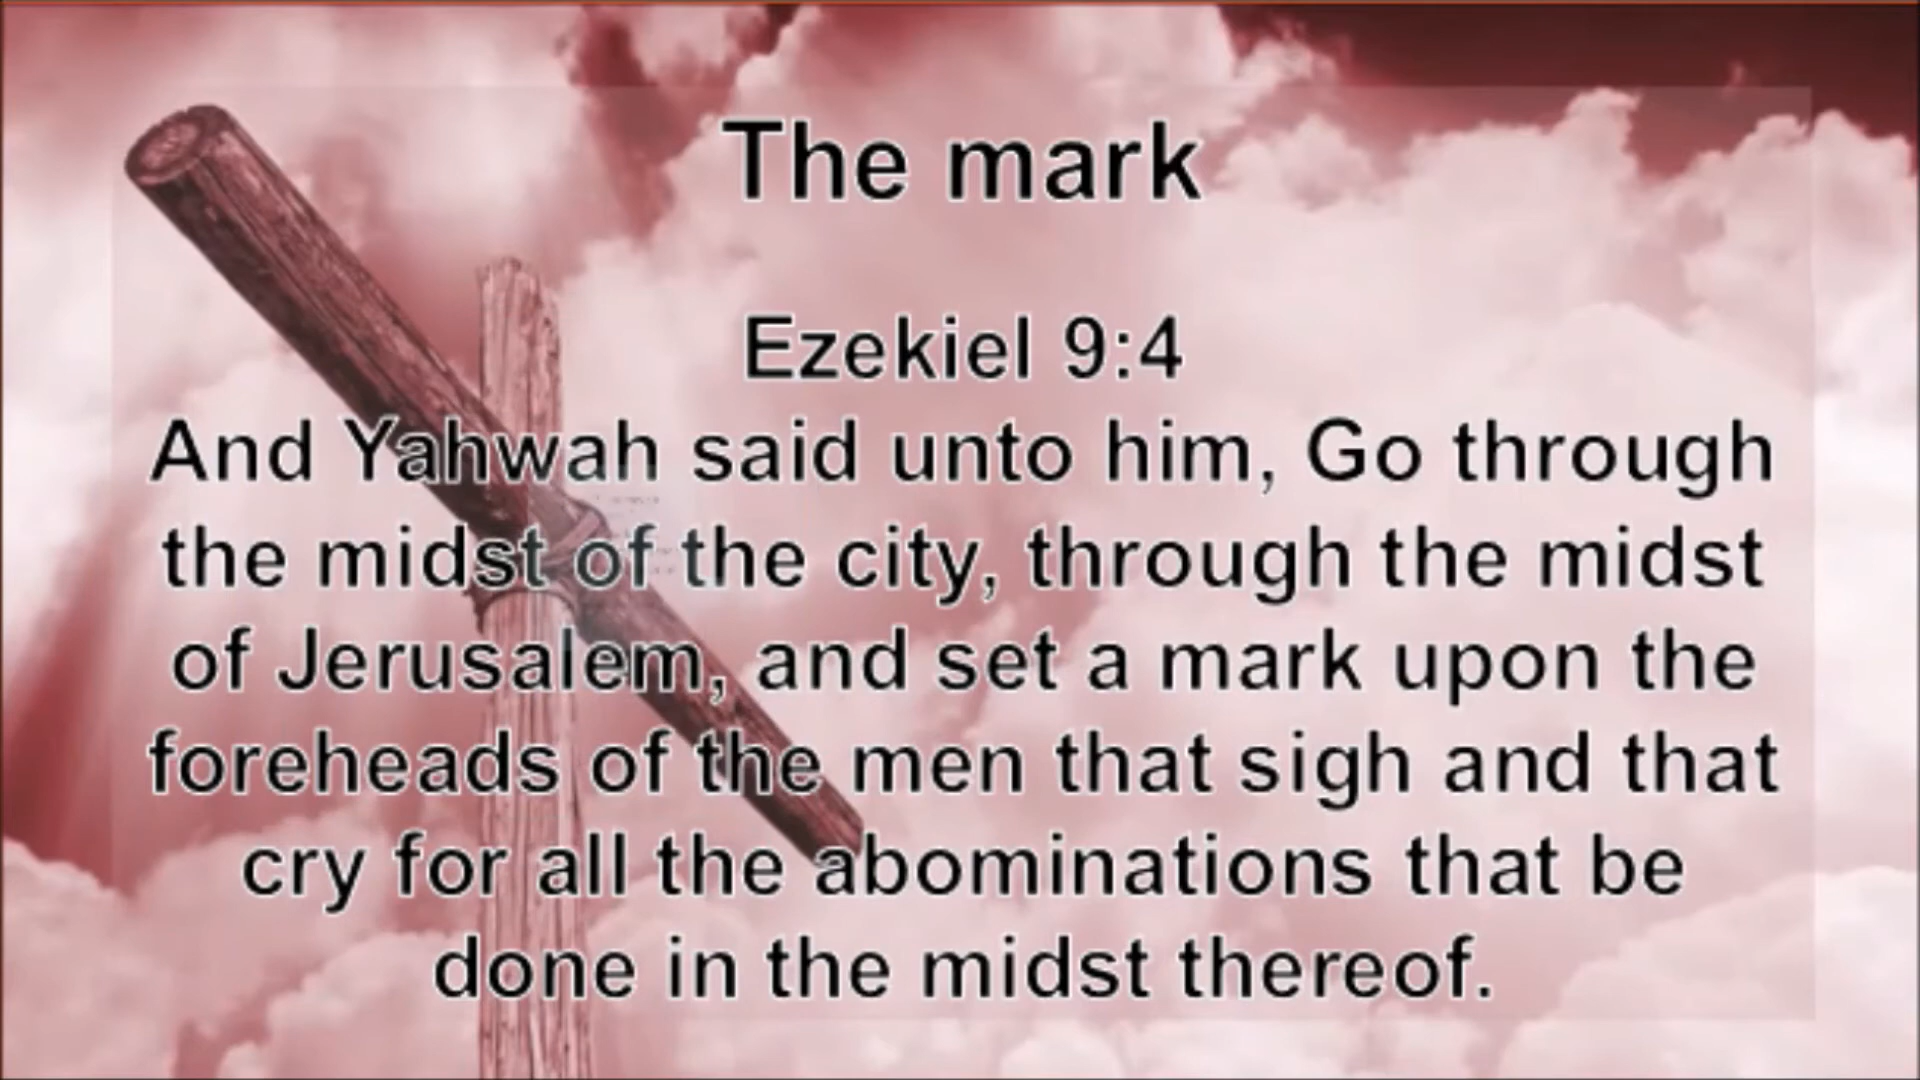 The mark
Ezekiel 9:4
And Yahwah said unto him, Go through
the midst of the city, through the midst
of Jerusalem, and set a mark upon the
foreheads of the men that sigh and that
cry for all the abominations that be
done in the midst thereof.